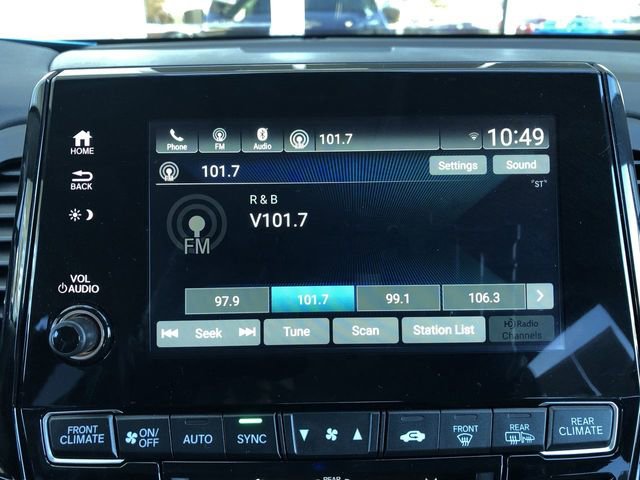 10:49
Phone FM Audio 101.7
101.7 Settings Sound
"ST"
R & B
V101.7
FM
97.9 101.7 99.1 106.3
Seek Tune Scan Station List HD Radio Channels
HOME
BACK
VOL
AUDIO
FRONT CLIMATE ON/OFF AUTO SYNC FRONT REAR REAR CLIMATE
REAR